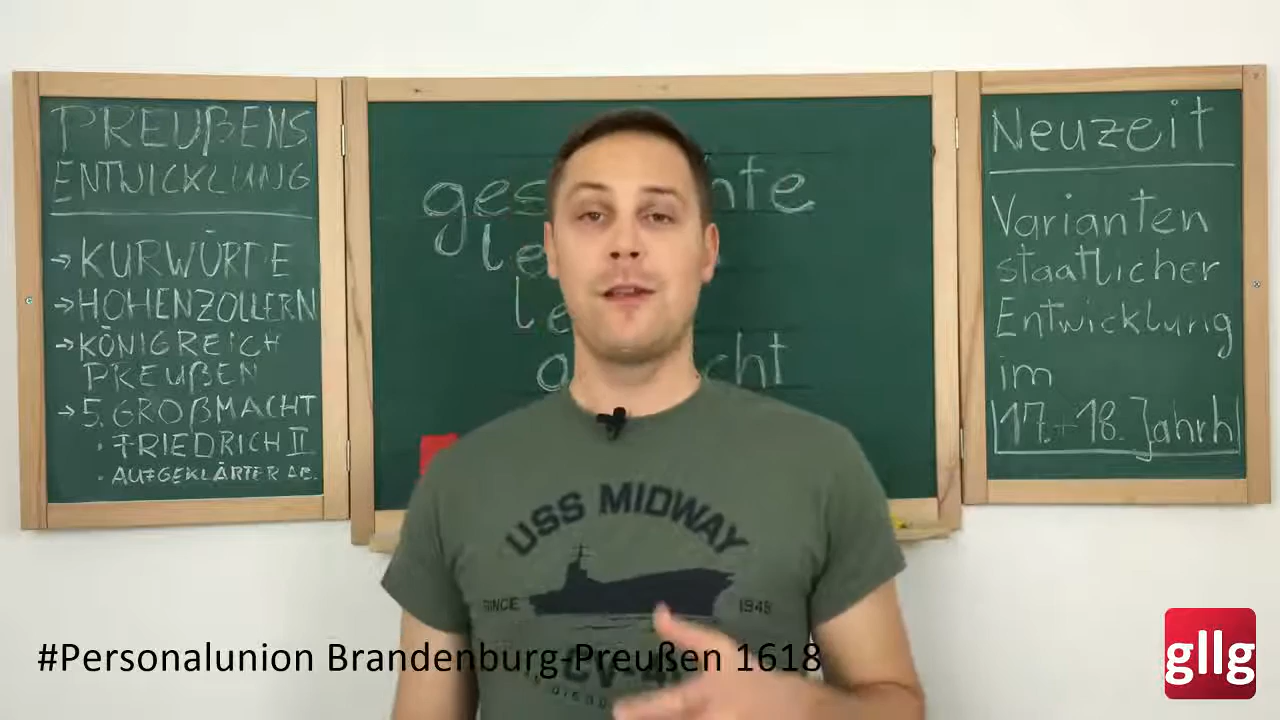 PREUẞENS
ENTWICKLUNG
→ KURWÜRDE
→ HOHENZOLLERN
→ KÖNIGREICH
PREUẞEN
→ 5. GROẞMACHT
• FRIEDRICH II
• AUFGEKLÄRTER AB.
Neuzeit
Varianten
staatlicher
Entwicklung
im
17. + 18. Jahrh
USS MIDWAY
SINCE 1945
#Personalunion Brandenburg-Preußen 1618
gllg